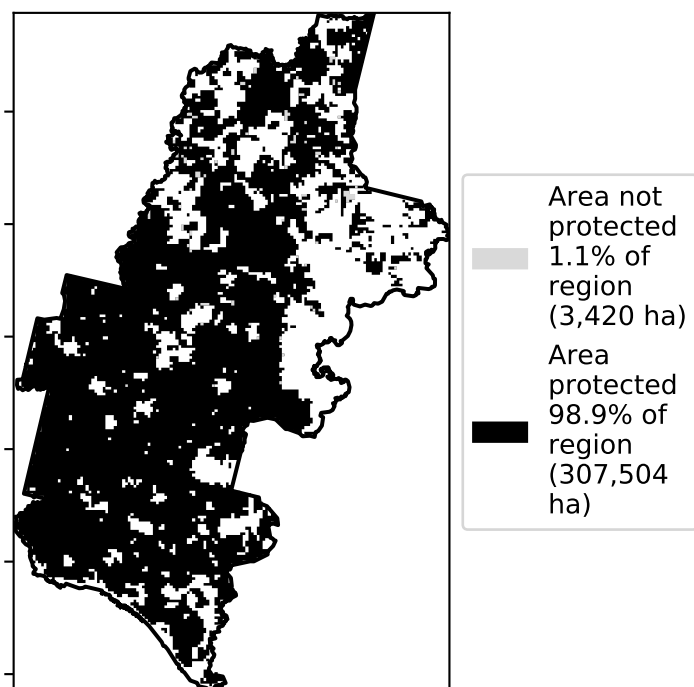 Area not
protected
1.1% of
region
(3,420 ha)
Area
protected
98.9% of
region
(307,504
ha)